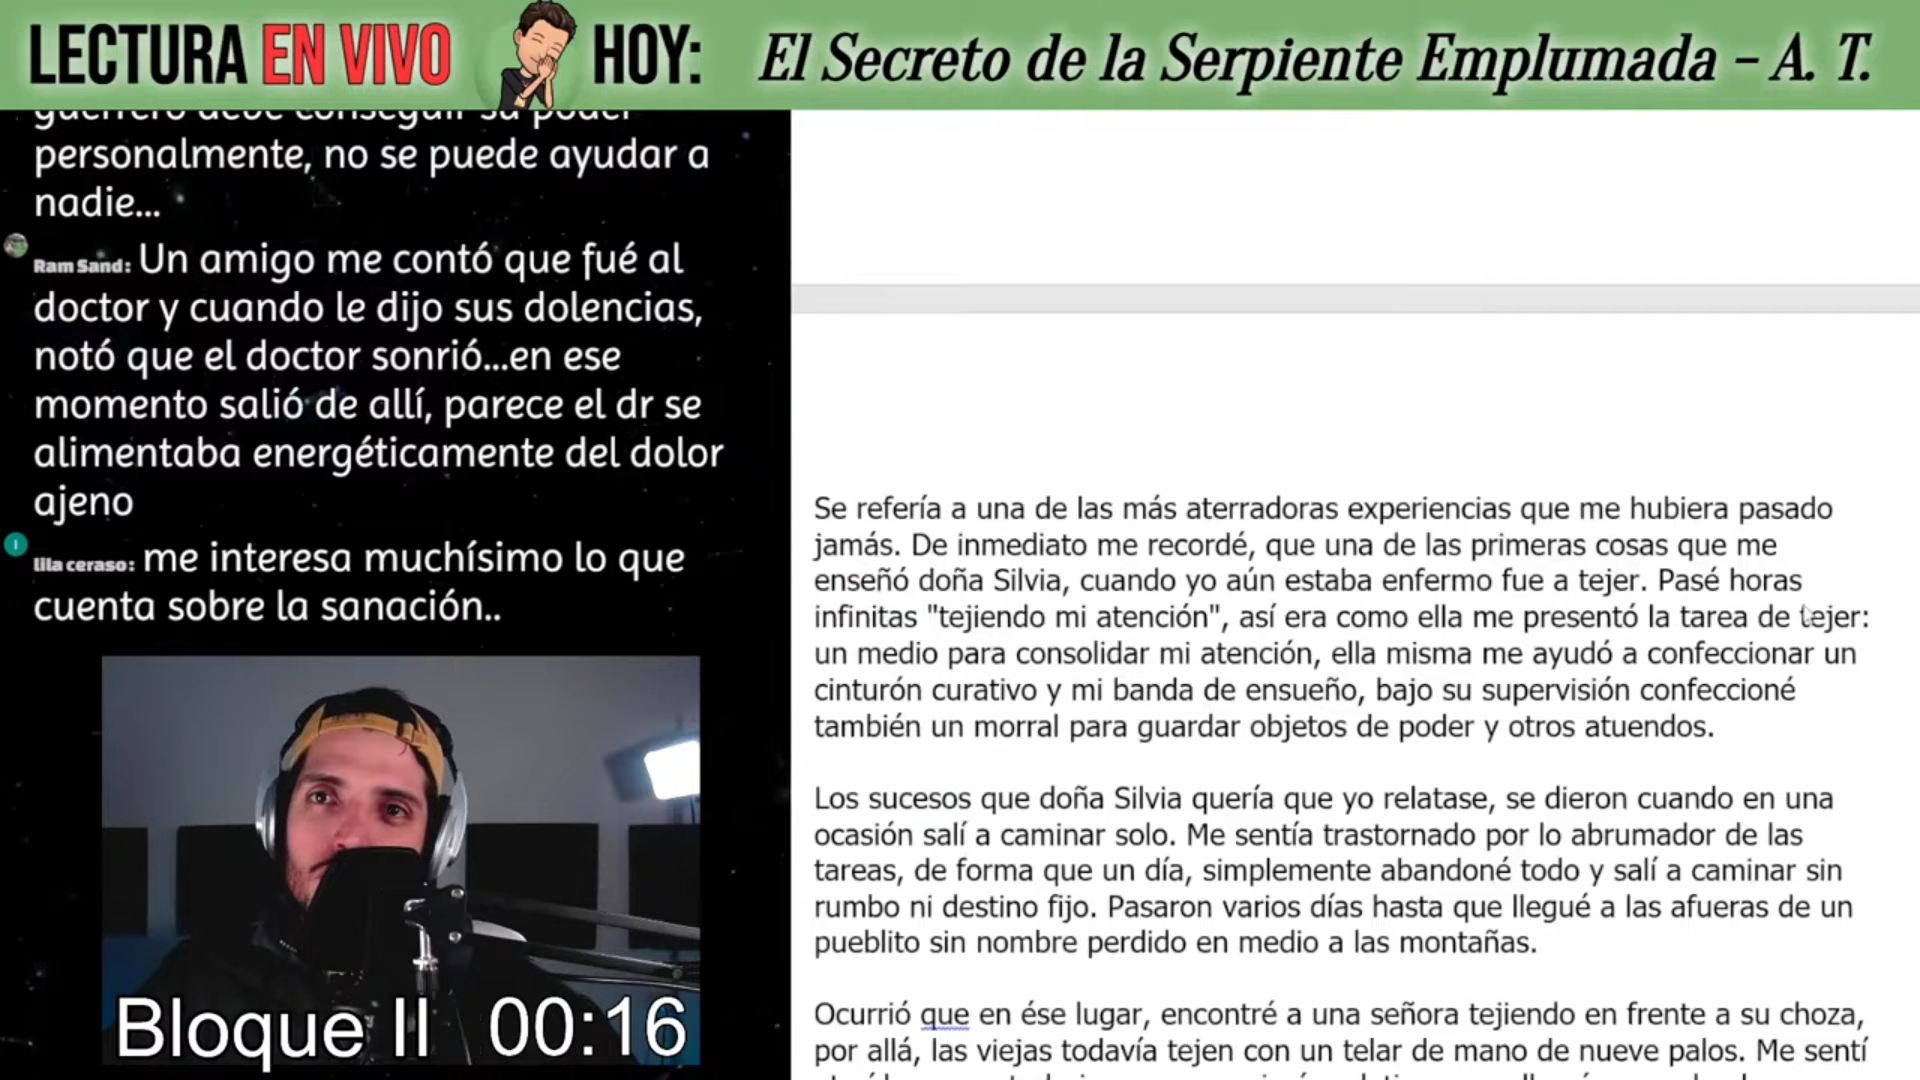 LECTURA EN VIVO HOY: El Secreto de la Serpiente Emplumada - A. T.
guerrero debe conseguir su poder
personalmente, no se puede ayudar a
nadie...
Ram Sand: Un amigo me contó que fué al
doctor y cuando le dijo sus dolencias,
notó que el doctor sonrió...en ese
momento salió de allí, parece el dr se
alimentaba energéticamente del dolor
ajeno
lila ceraso: me interesa muchísimo lo que
cuenta sobre la sanación..
Bloque II 00:16
Se refería a una de las más aterradoras experiencias que me hubiera pasado
jamás. De inmediato me recordé, que una de las primeras cosas que me
enseñó doña Silvia, cuando yo aún estaba enfermo fue a tejer. Pasé horas
infinitas "tejiendo mi atención", así era como ella me presentó la tarea de tejer:
un medio para consolidar mi atención, ella misma me ayudó a confeccionar un
cinturón curativo y mi banda de ensueño, bajo su supervisión confeccioné
también un morral para guardar objetos de poder y otros atuendos.
Los sucesos que doña Silvia quería que yo relatase, se dieron cuando en una
ocasión salí a caminar solo. Me sentía trastornado por lo abrumador de las
tareas, de forma que un día, simplemente abandoné todo y salí a caminar sin
rumbo ni destino fijo. Pasaron varios días hasta que llegué a las afueras de un
pueblito sin nombre perdido en medio a las montañas.
Ocurrió que en ése lugar, encontré a una señora tejiendo en frente a su choza,
por allá, las viejas todavía tejen con un telar de mano de nueve palos. Me sentí